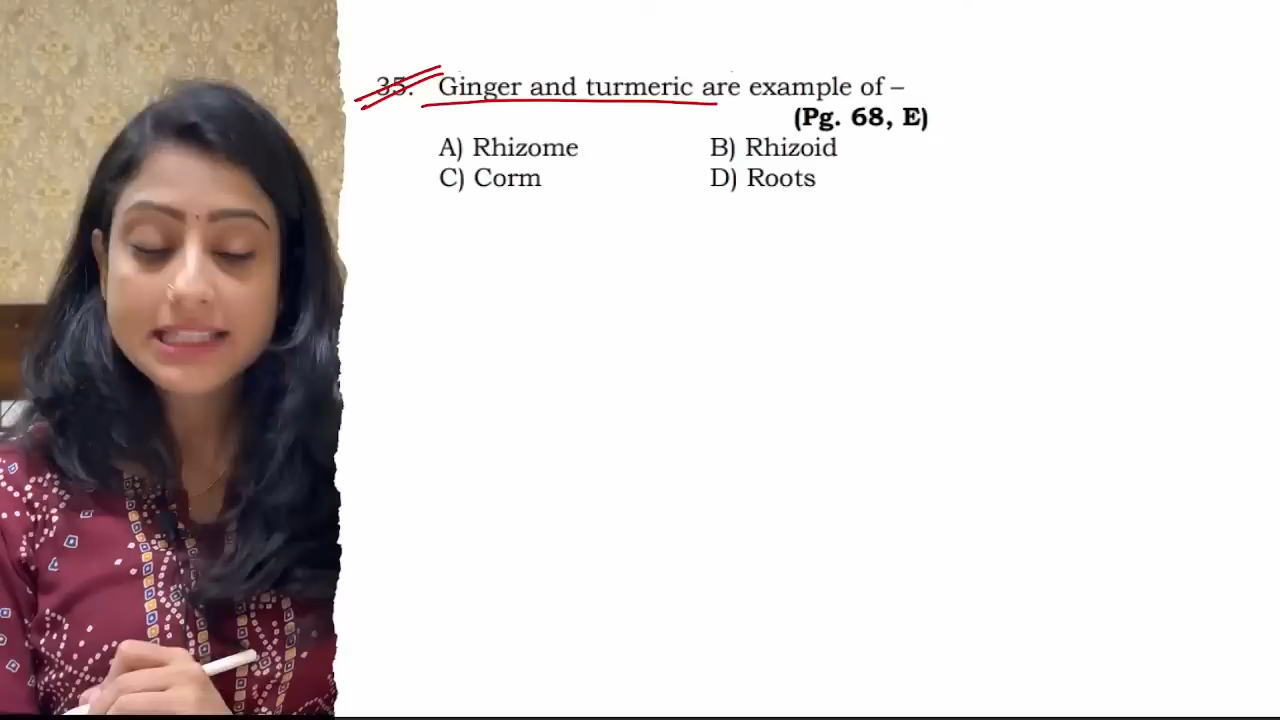 35. Ginger and turmeric are example of –
(Pg. 68, E)
A) Rhizome B) Rhizoid
C) Corm D) Roots